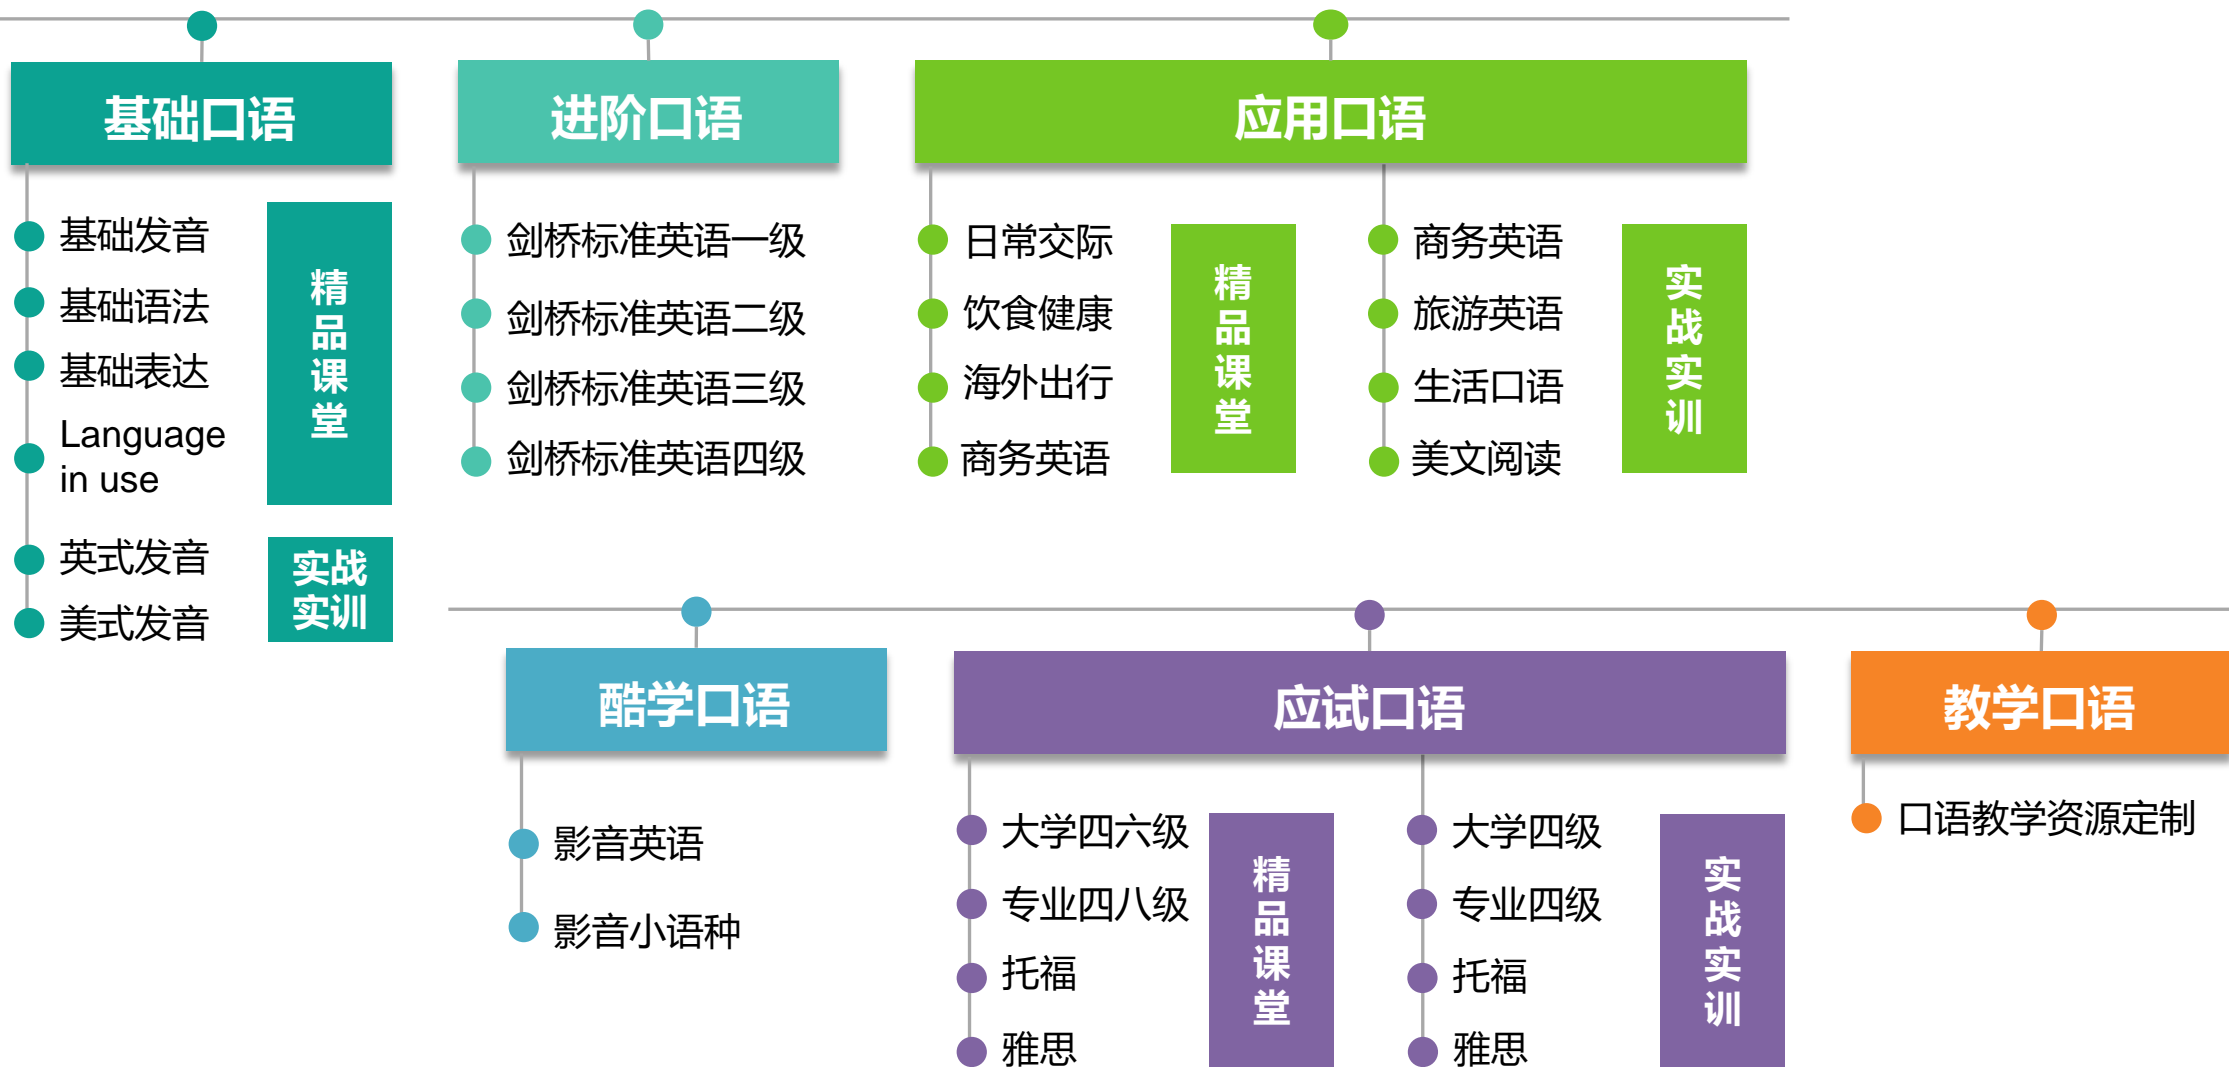 基础口语
基础发音
基础语法
基础表达
Language
in use
精
品
课
堂
英式发音
美式发音
实战
实训
进阶口语
剑桥标准英语一级
剑桥标准英语二级
剑桥标准英语三级
剑桥标准英语四级
应用口语
日常交际
饮食健康
海外出行
商务英语
精
品
课
堂
商务英语
旅游英语
生活口语
美文阅读
实
战
实
训
酷学口语
影音英语
影音小语种
应试口语
大学四六级
专业四八级
托福
雅思
精
品
课
堂
大学四级
专业四级
托福
雅思
实
战
实
训
教学口语
口语教学资源定制